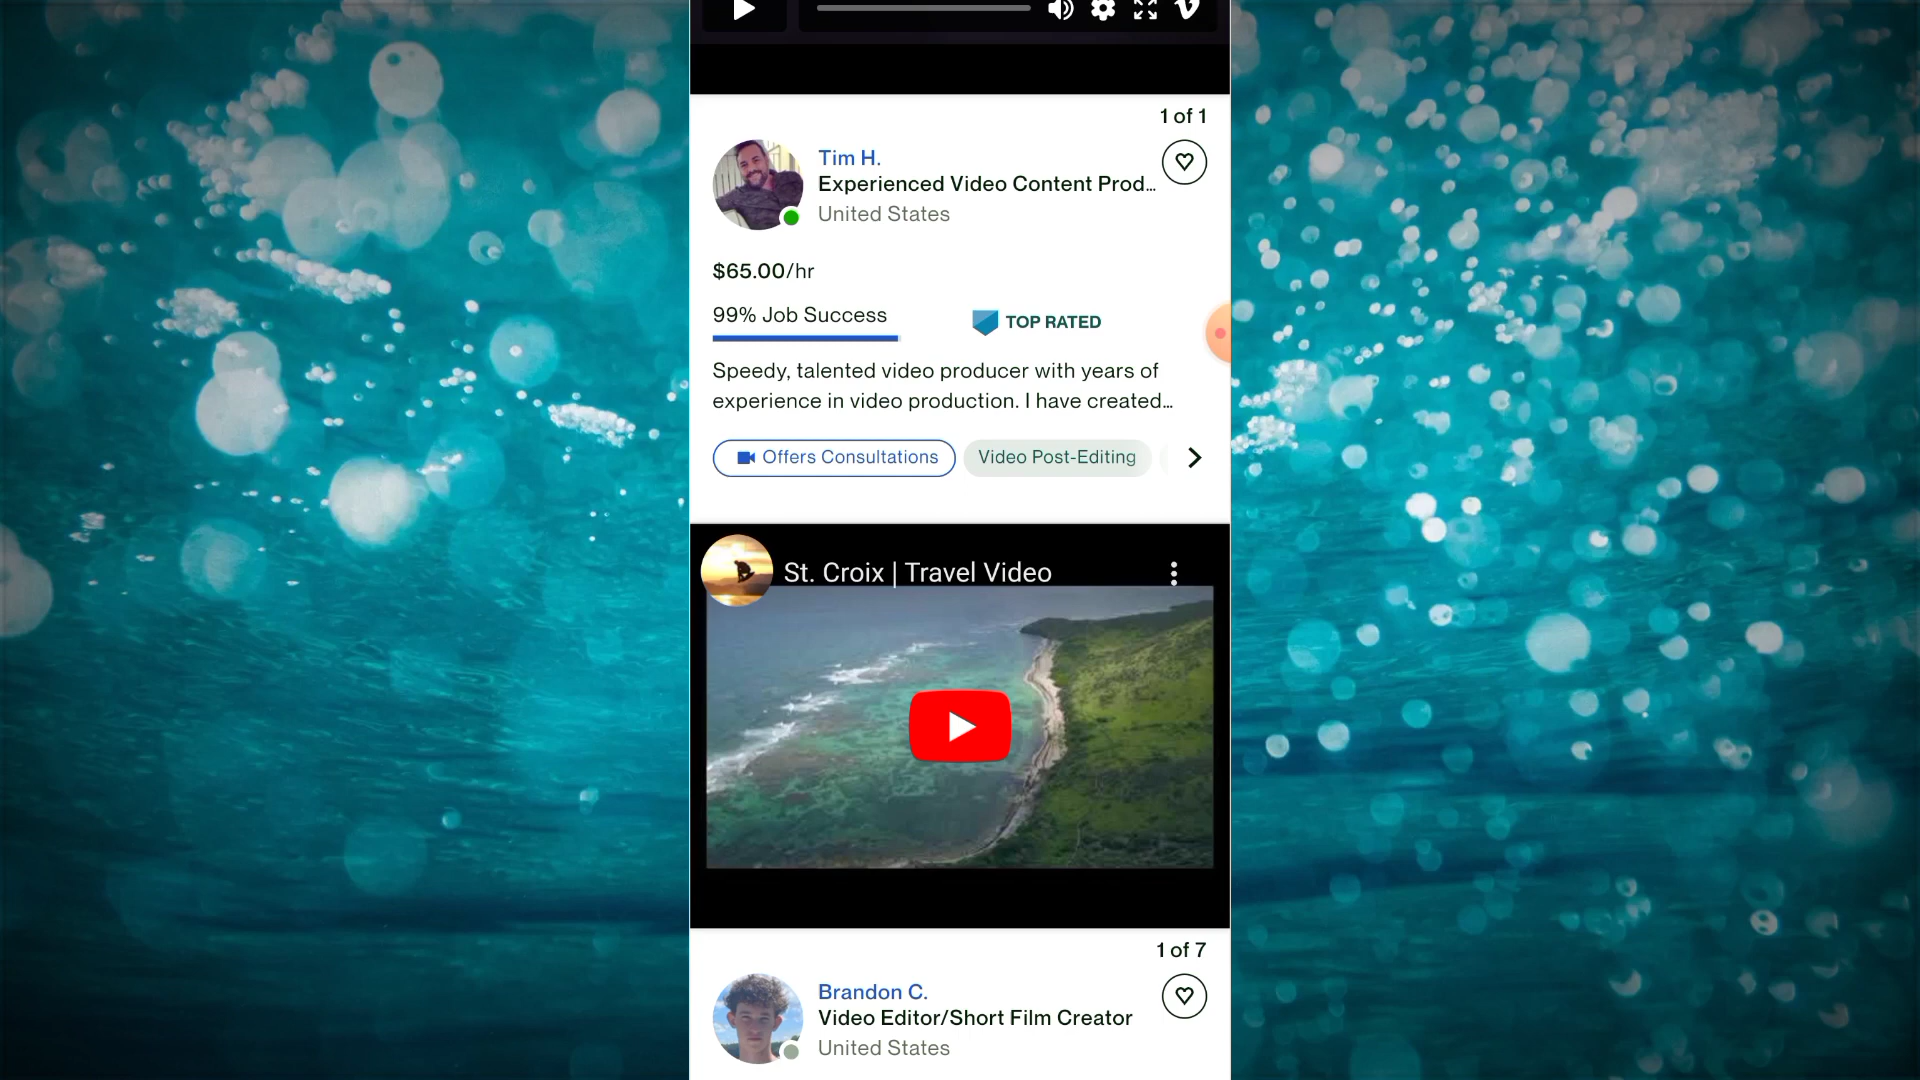 1 of 1
Tim H.
Experienced Video Content Prod...
United States
$65.00/hr
99% Job Success
TOP RATED
Speedy, talented video producer with years of
experience in video production. I have created...
Offers Consultations
Video Post-Editing
St. Croix | Travel Video
1 of 7
Brandon C.
Video Editor/Short Film Creator
United States